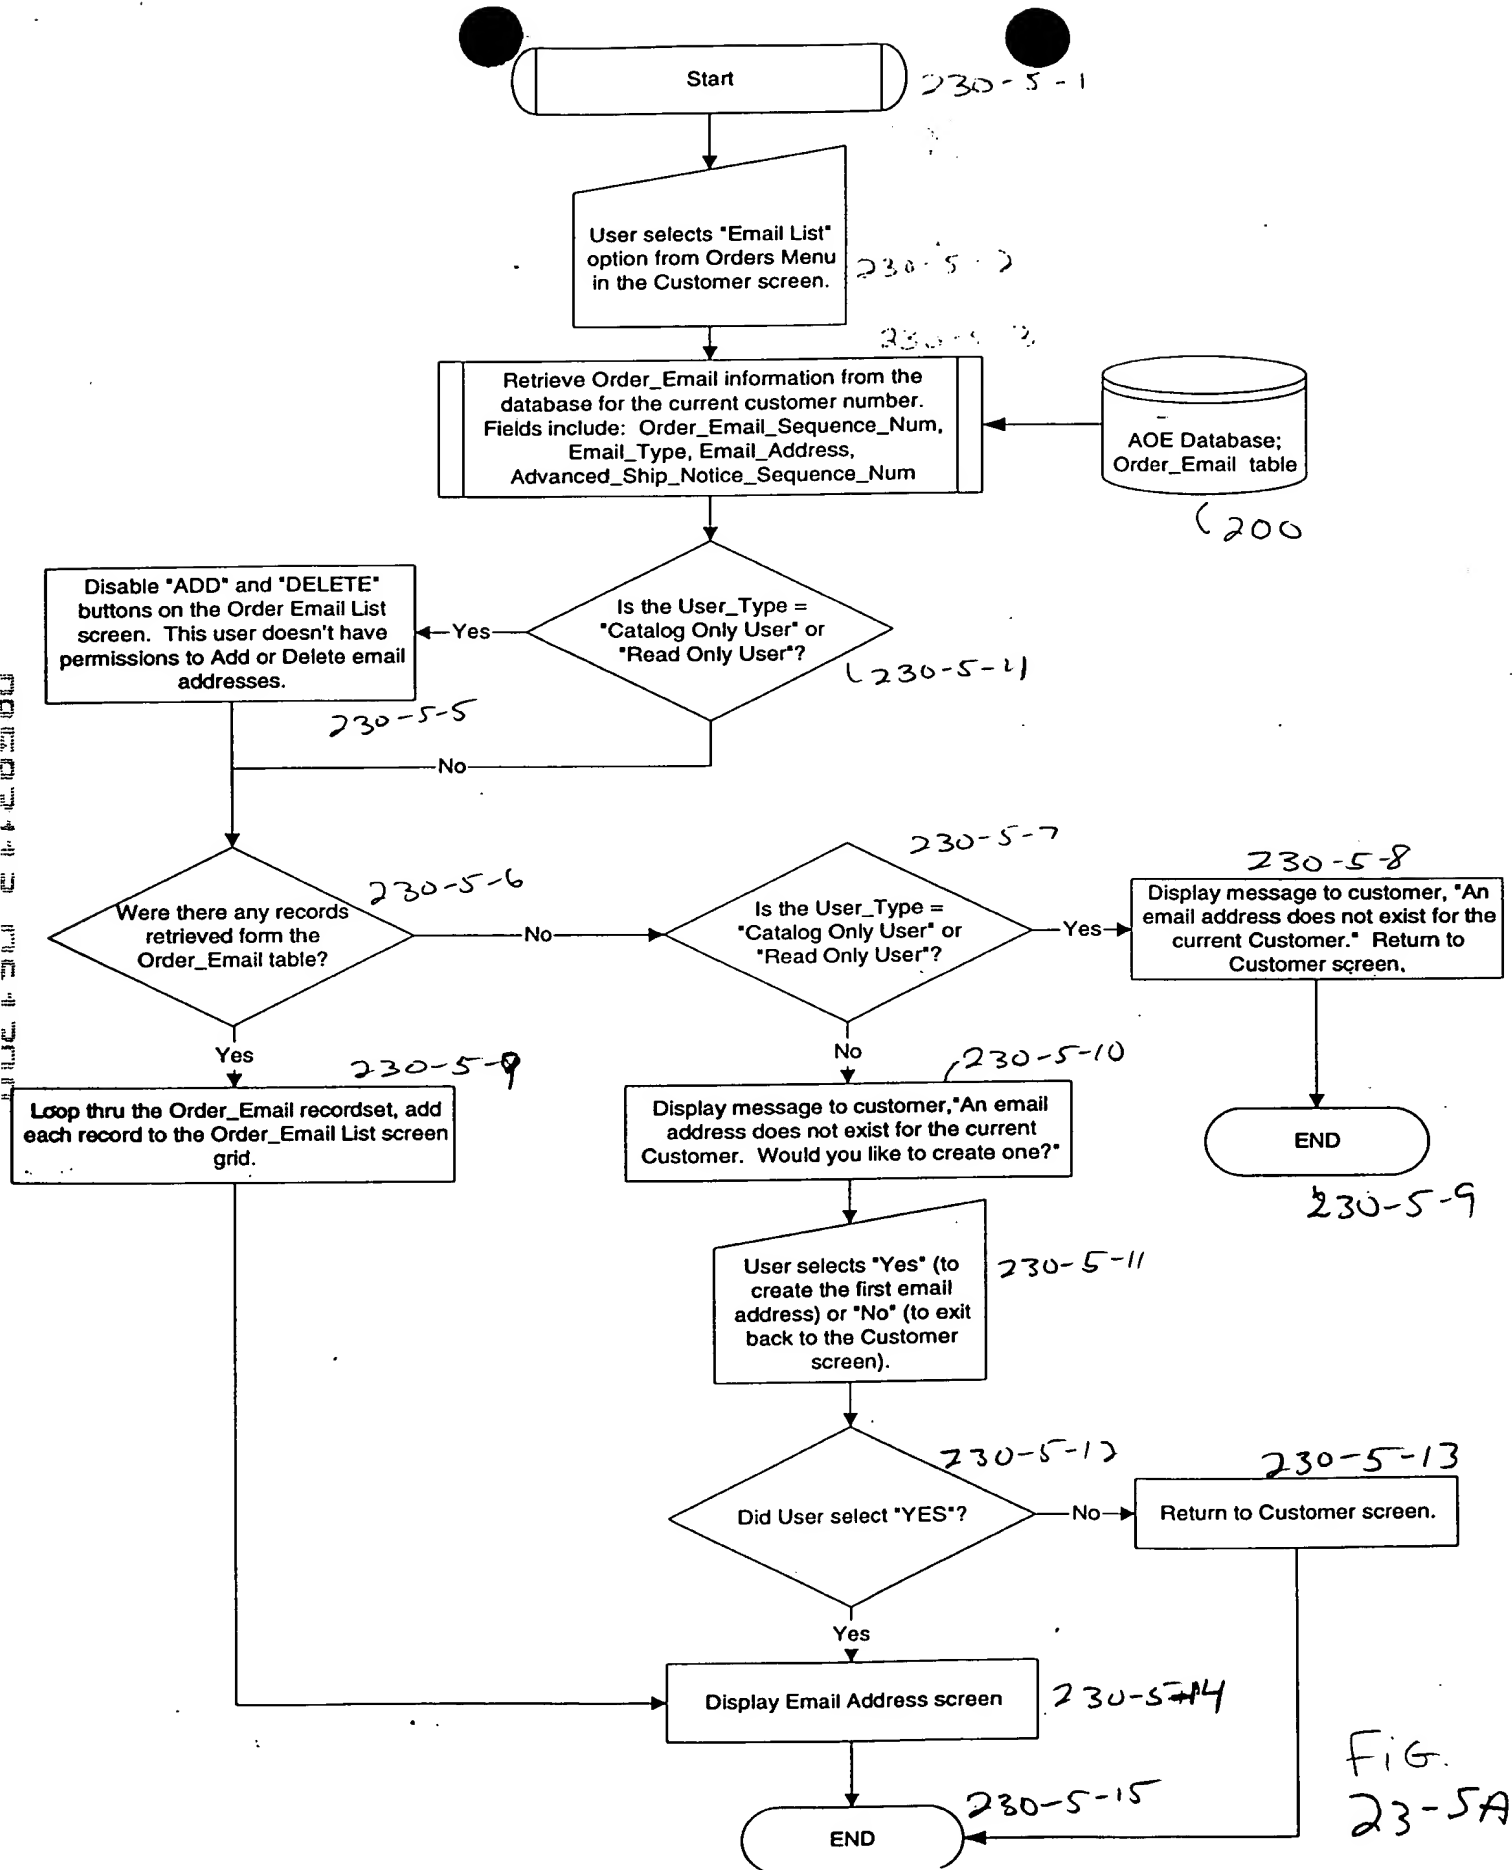 Start
230-5-1
User selects "Email List"
option from Orders Menu
in the Customer screen.
230-5-2
230-5-3
Retrieve Order_Email information from the
database for the current customer number.
Fields include: Order_Email_Sequence_Num,
Email_Type, Email_Address,
Advanced_Ship_Notice_Sequence_Num
AOE Database;
Order_Email table
200
Disable "ADD" and "DELETE"
buttons on the Order Email List
screen. This user doesn't have
permissions to Add or Delete email
addresses.
230-5-5
Yes
Is the User_Type =
"Catalog Only User" or
"Read Only User"?
230-5-4
No
Were there any records
retrieved form the
Order_Email table?
230-5-6
No
230-5-7
Is the User_Type =
"Catalog Only User" or
"Read Only User"?
Yes
230-5-8
Display message to customer, "An
email address does not exist for the
current Customer." Return to
Customer screen.
Yes
230-5-9
Loop thru the Order_Email recordset, add
each record to the Order_Email List screen
grid.
No
230-5-10
Display message to customer,"An email
address does not exist for the current
Customer. Would you like to create one?"
END
230-5-9
User selects "Yes" (to
create the first email
address) or "No" (to exit
back to the Customer
screen).
230-5-11
230-5-12
Did User select "YES"?
No
230-5-13
Return to Customer screen.
Yes
Display Email Address screen
230-5-14
END
230-5-15
FiG.
23-5A